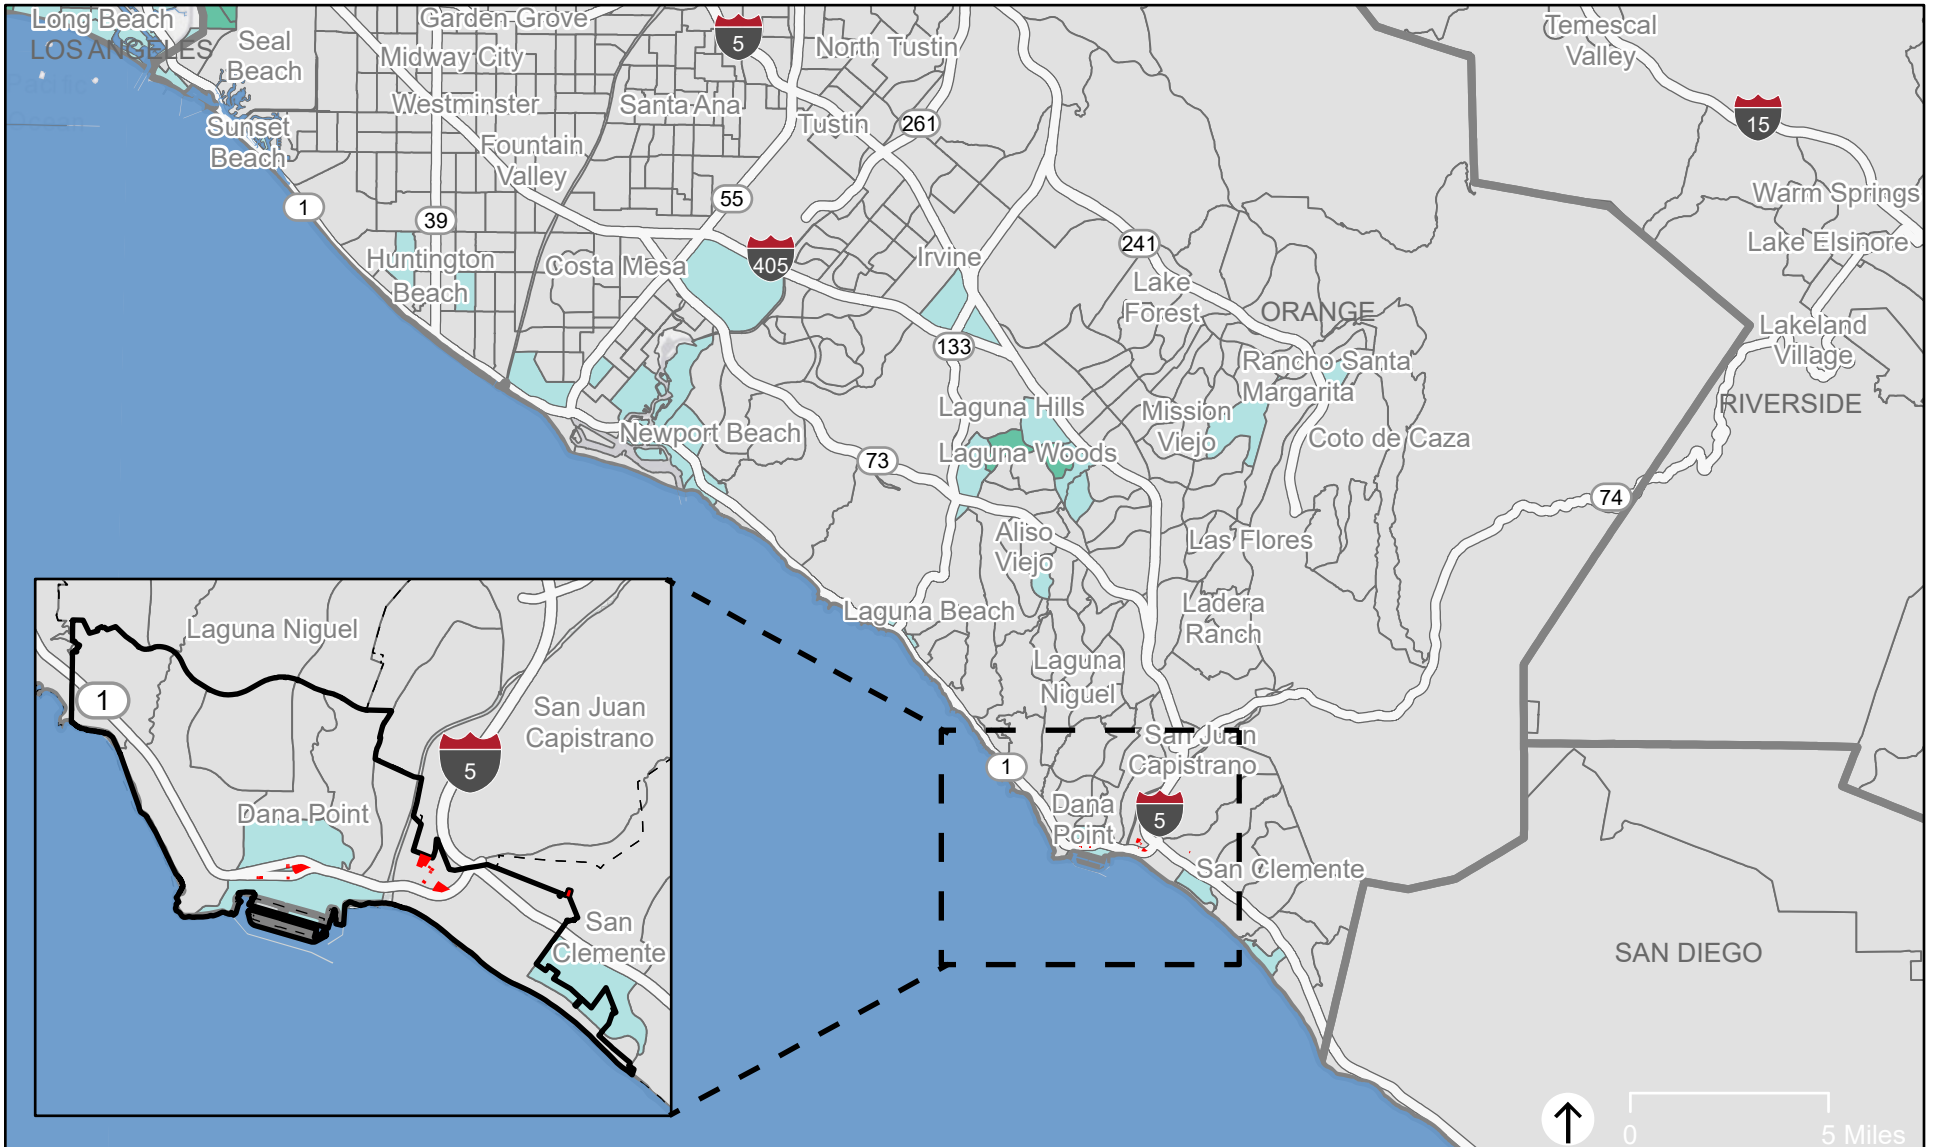 Long Beach
LOS ANGELES
Pacific
Ocean
Seal
Beach
Garden Grove
Midway City
Westminster
Sunset
Beach
Fountain
Valley
Santa Ana
5
North Tustin
Tustin
261
55
1
39
Huntington
Beach
Costa Mesa
405
Irvine
241
Lake
Forest
ORANGE
Temescal
Valley
15
Warm Springs
Lake Elsinore
Lakeland
Village
RIVERSIDE
133
Rancho Santa
Margarita
Laguna Hills
Mission
Viejo
Newport Beach
Laguna Woods
Coto de Caza
73
74
Aliso
Viejo
Las Flores
Laguna Beach
Ladera
Ranch
Laguna
Niguel
San Juan
Capistrano
1
Dana
Point
5
San Clemente
SAN DIEGO
0
5 Miles
Laguna Niguel
1
San Juan
Capistrano
5
Dana Point
San
Clemente